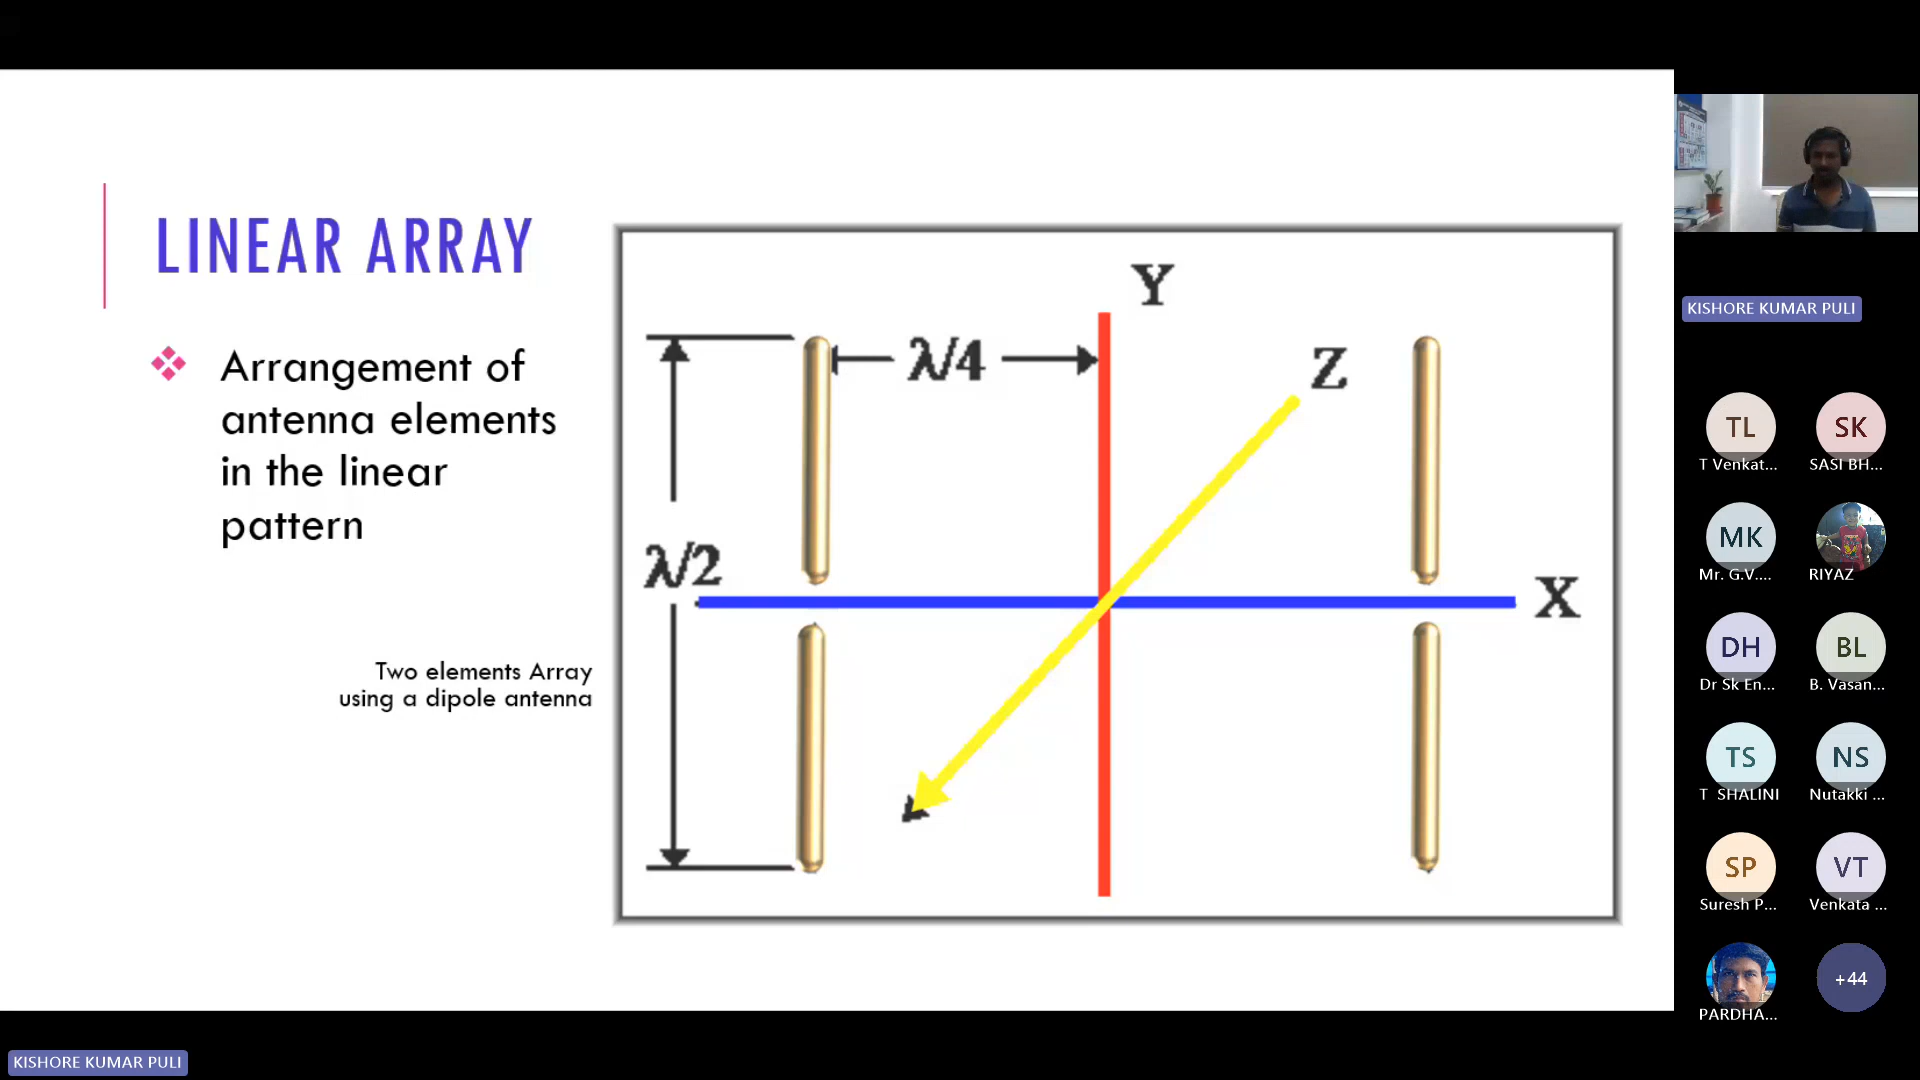 LINEAR ARRAY
Arrangement of
antenna elements
in the linear
pattern
Two elements Array
using a dipole antenna
Y
λ/4
Z
λ/2
X
KISHORE KUMAR PULI
TL
SK
T Venkat...
SASI BH...
MK
Mr. G.V....
RIYAZ
DH
BL
Dr Sk En...
B. Vasan...
TS
NS
T SHALINI
Nutakki ...
SP
VT
Suresh P...
Venkata ...
+44
PARDHA...
KISHORE KUMAR PULI